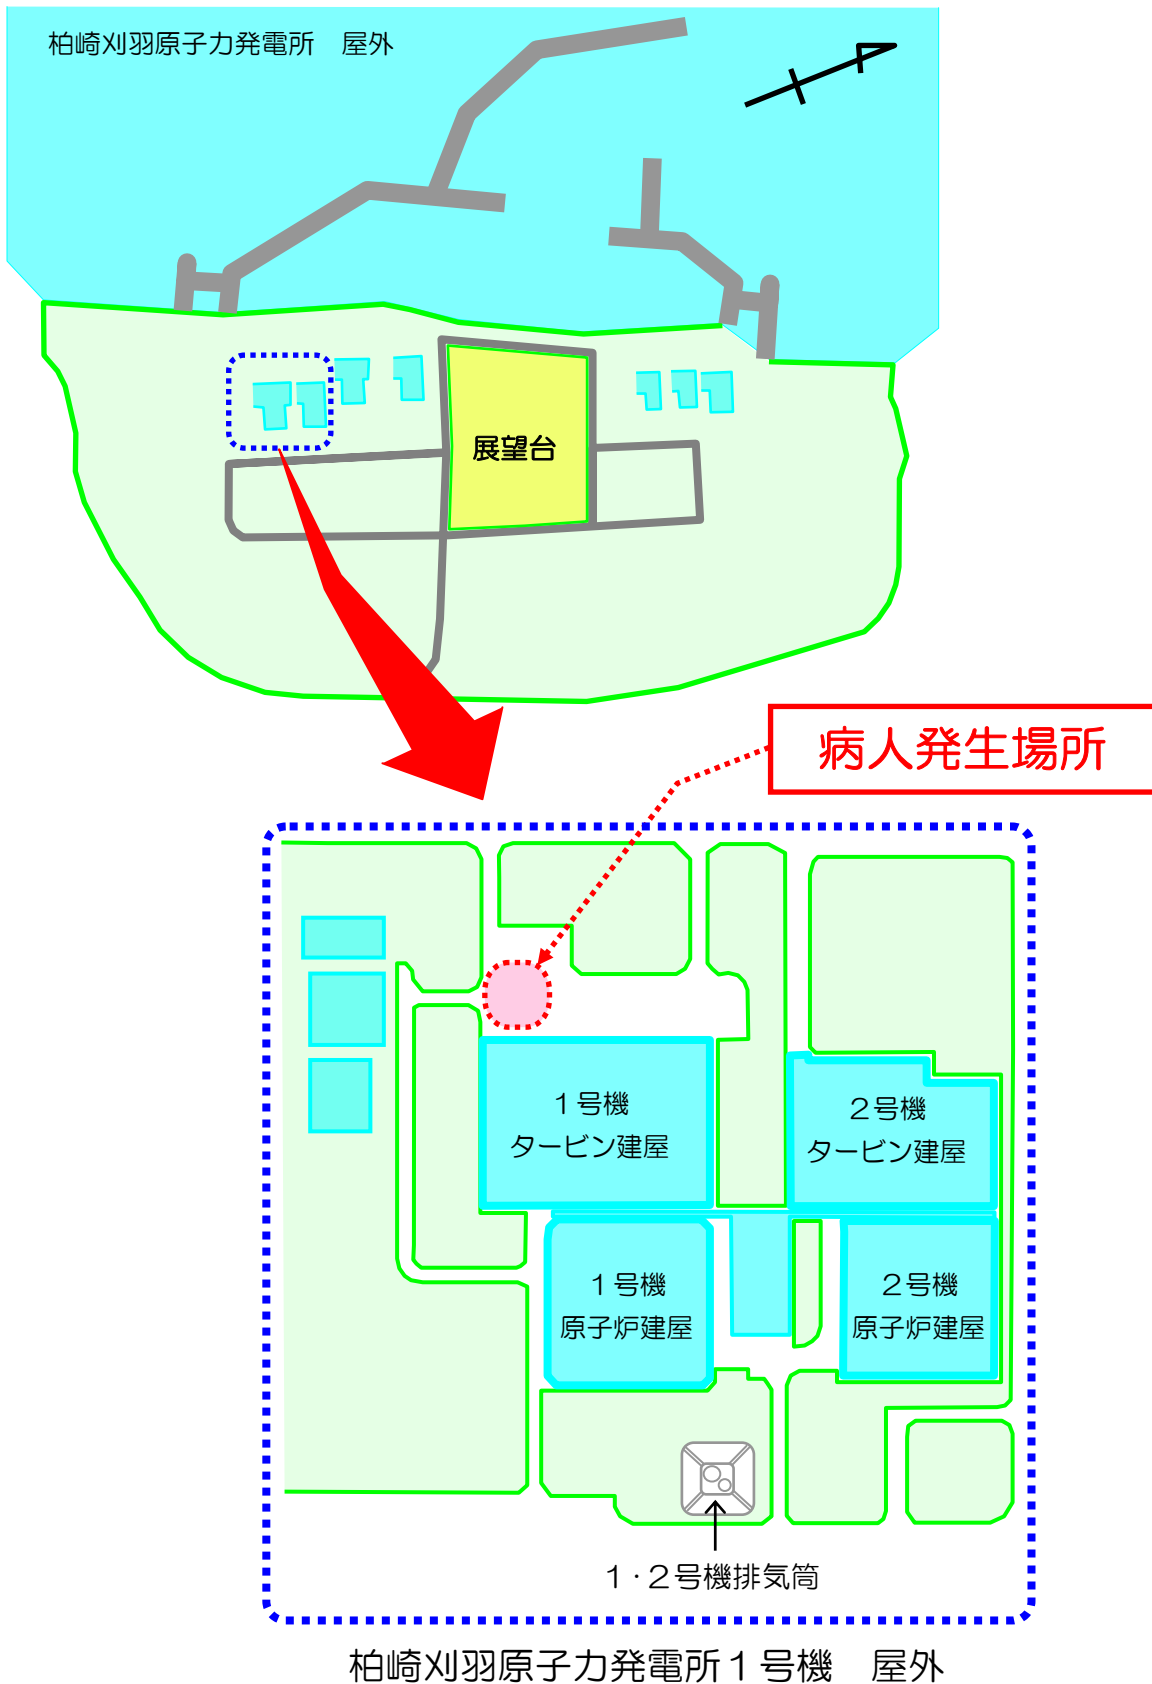 柏崎刈羽原子力発電所　屋外
展望台
病人発生場所
１号機
タービン建屋
２号機
タービン建屋
１号機
原子炉建屋
２号機
原子炉建屋
１・２号機排気筒
柏崎刈羽原子力発電所１号機　屋外